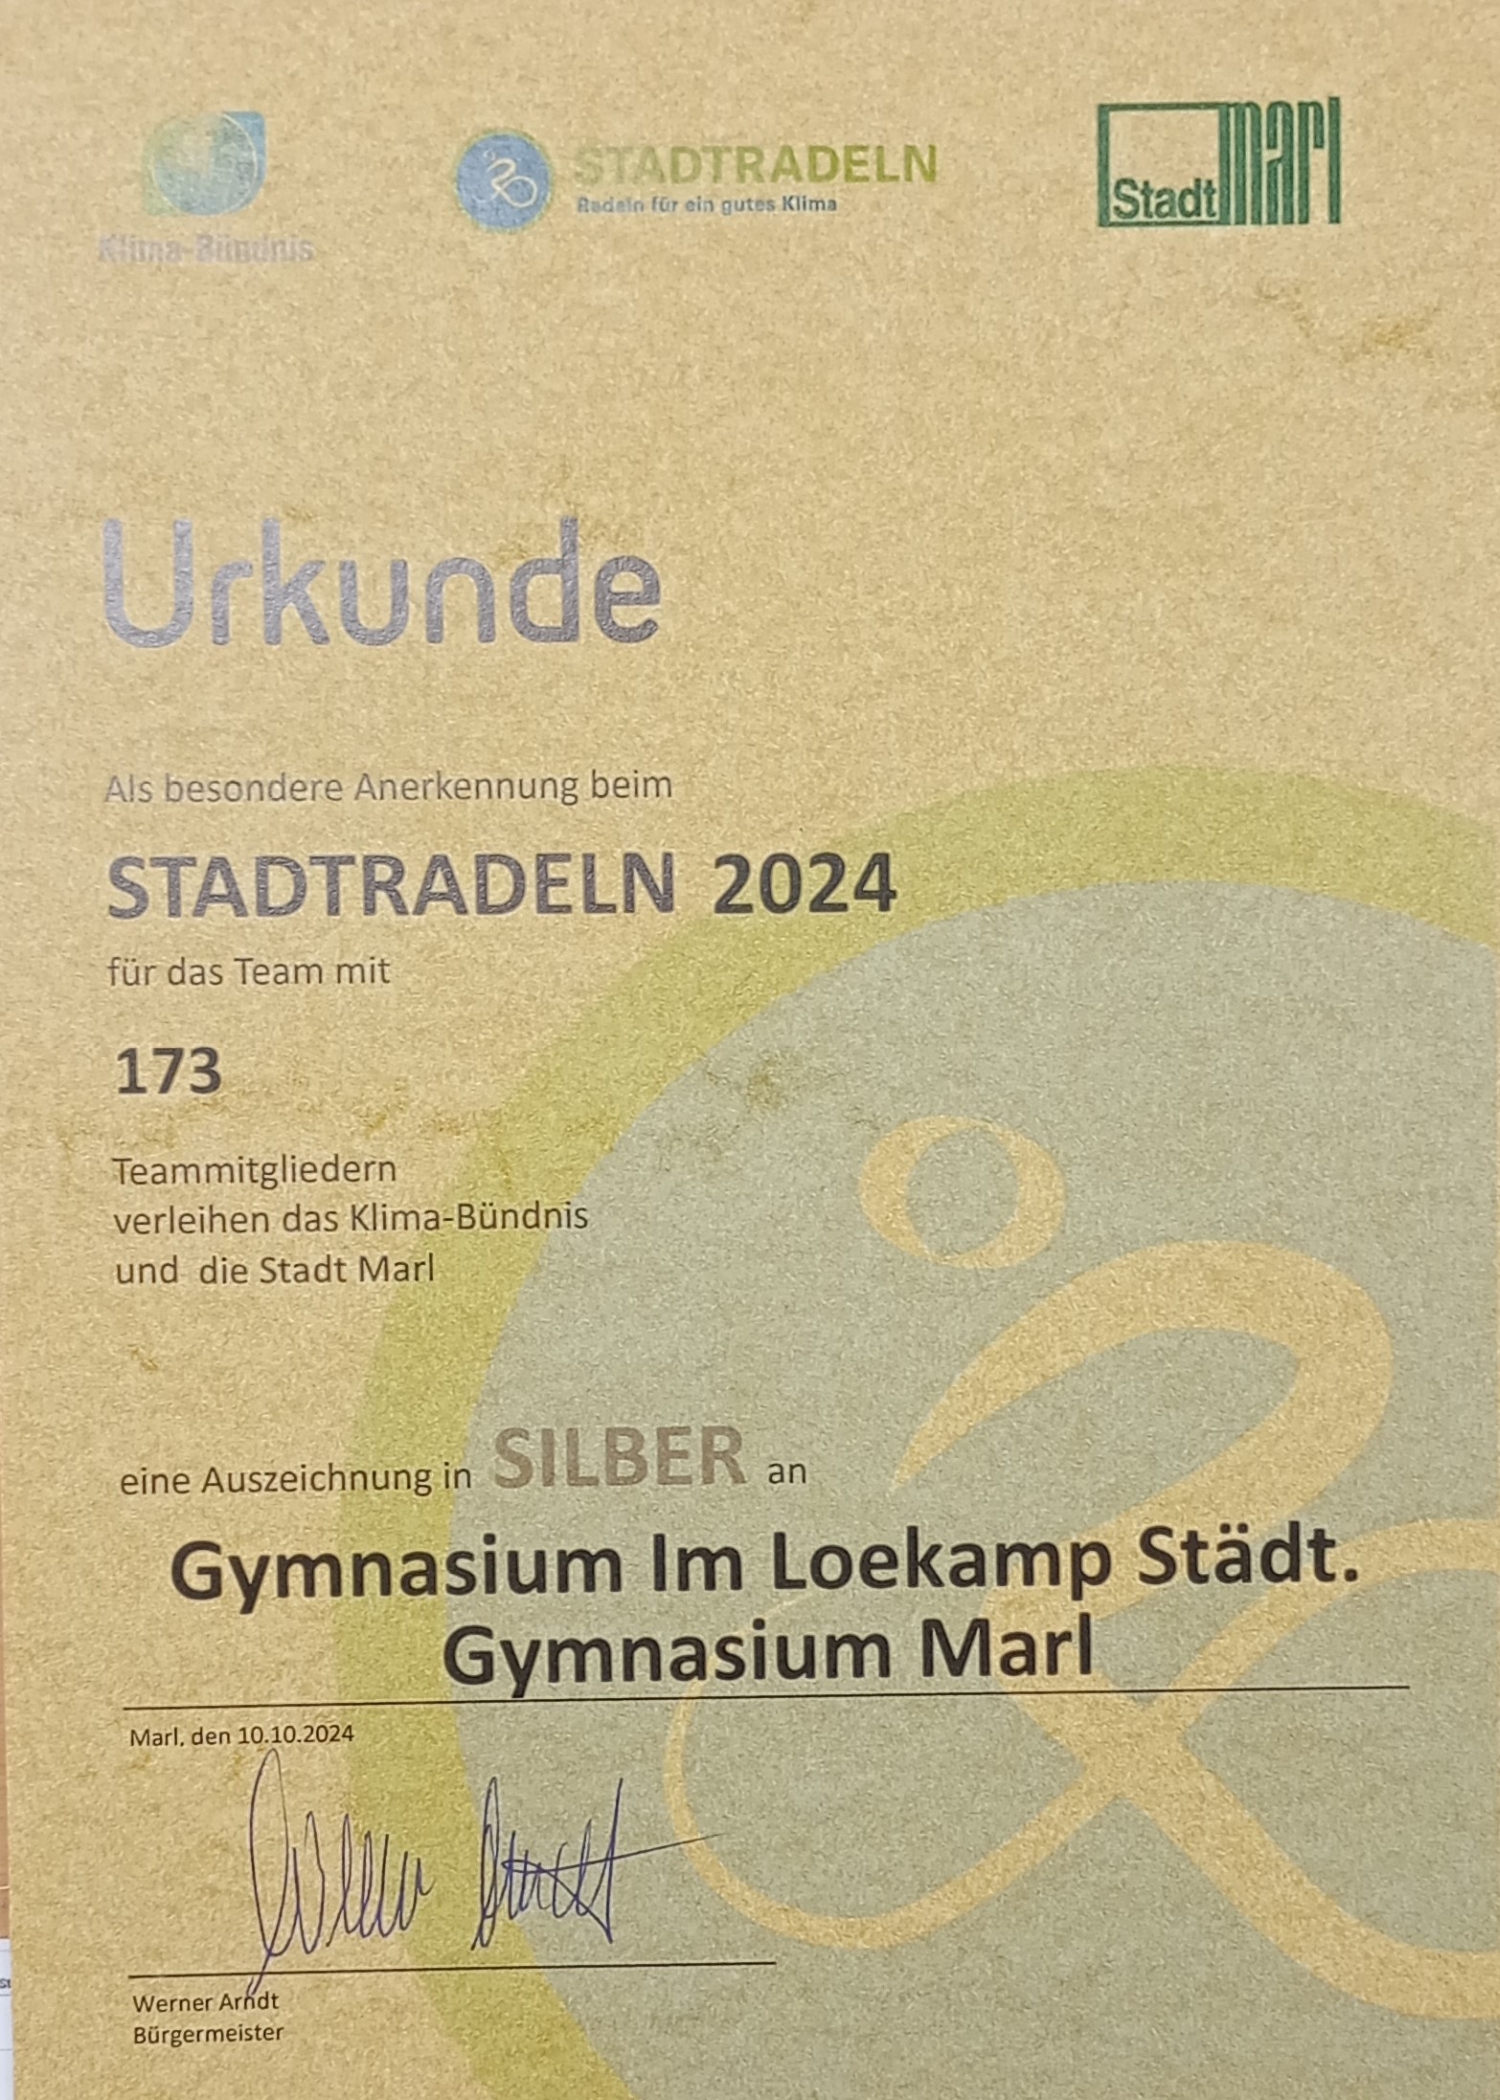 Klima-Bündnis
STADTRADELN
Radeln für ein gutes Klima
Stadt marl
Urkunde
Als besondere Anerkennung beim
STADTRADELN 2024
für das Team mit
173
Teammitgliedern
verleihen das Klima-Bündnis
und die Stadt Marl
eine Auszeichnung in SILBER an
Gymnasium Im Loekamp Städt.
Gymnasium Marl
Marl, den 10.10.2024
Werner Arndt
Werner Arndt
Bürgermeister